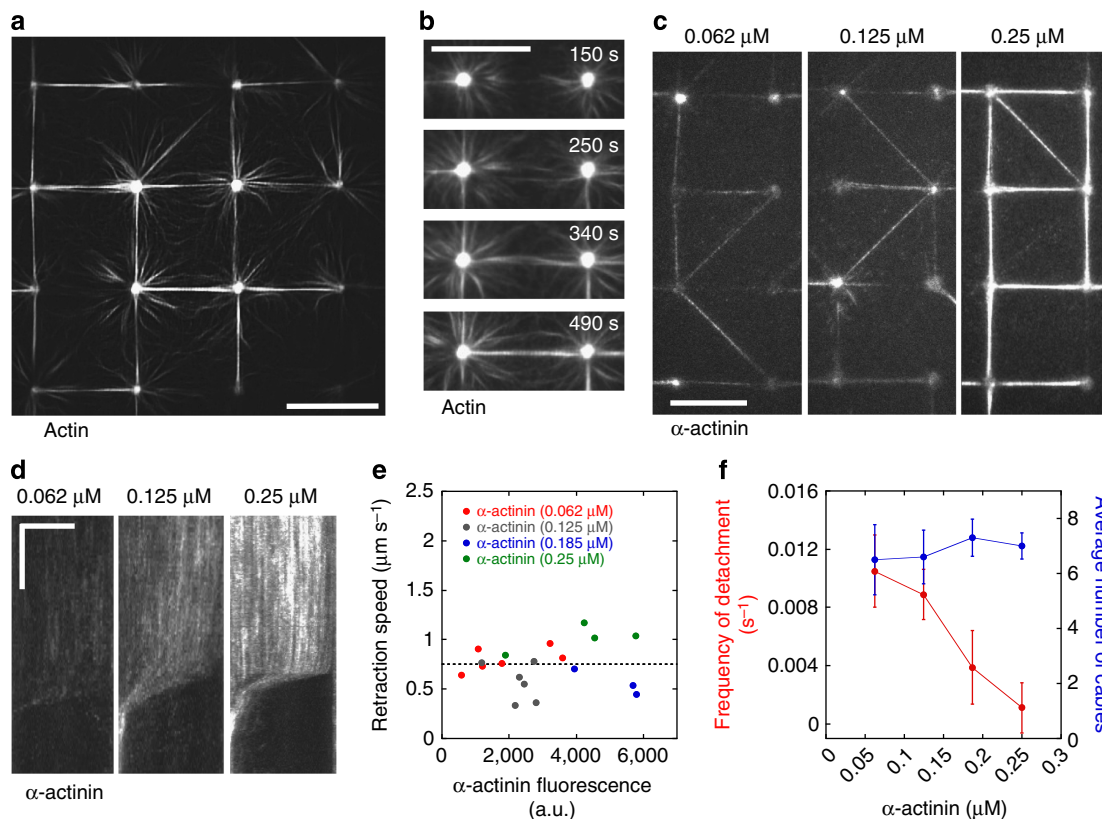 a
Actin
b
150 s
250 s
340 s
490 s
Actin
c
0.062 μM 0.125 μM 0.25 μM
α-actinin
d
0.062 μM 0.125 μM 0.25 μM
α-actinin
e
2.5
2
1.5
1
0.5
0
Retraction speed (μm s⁻¹)
α-actinin (0.062 μM)
α-actinin (0.125 μM)
α-actinin (0.185 μM)
α-actinin (0.25 μM)
0 2,000 4,000 6,000
α-actinin fluorescence
(a.u.)
f
Frequency of detachment
(s⁻¹)
0.016
0.012
0.008
0.004
0
8
6
4
2
0
Average number of
cables
0 0.05 0.1 0.15 0.2 0.25 0.3
α-actinin (μM)